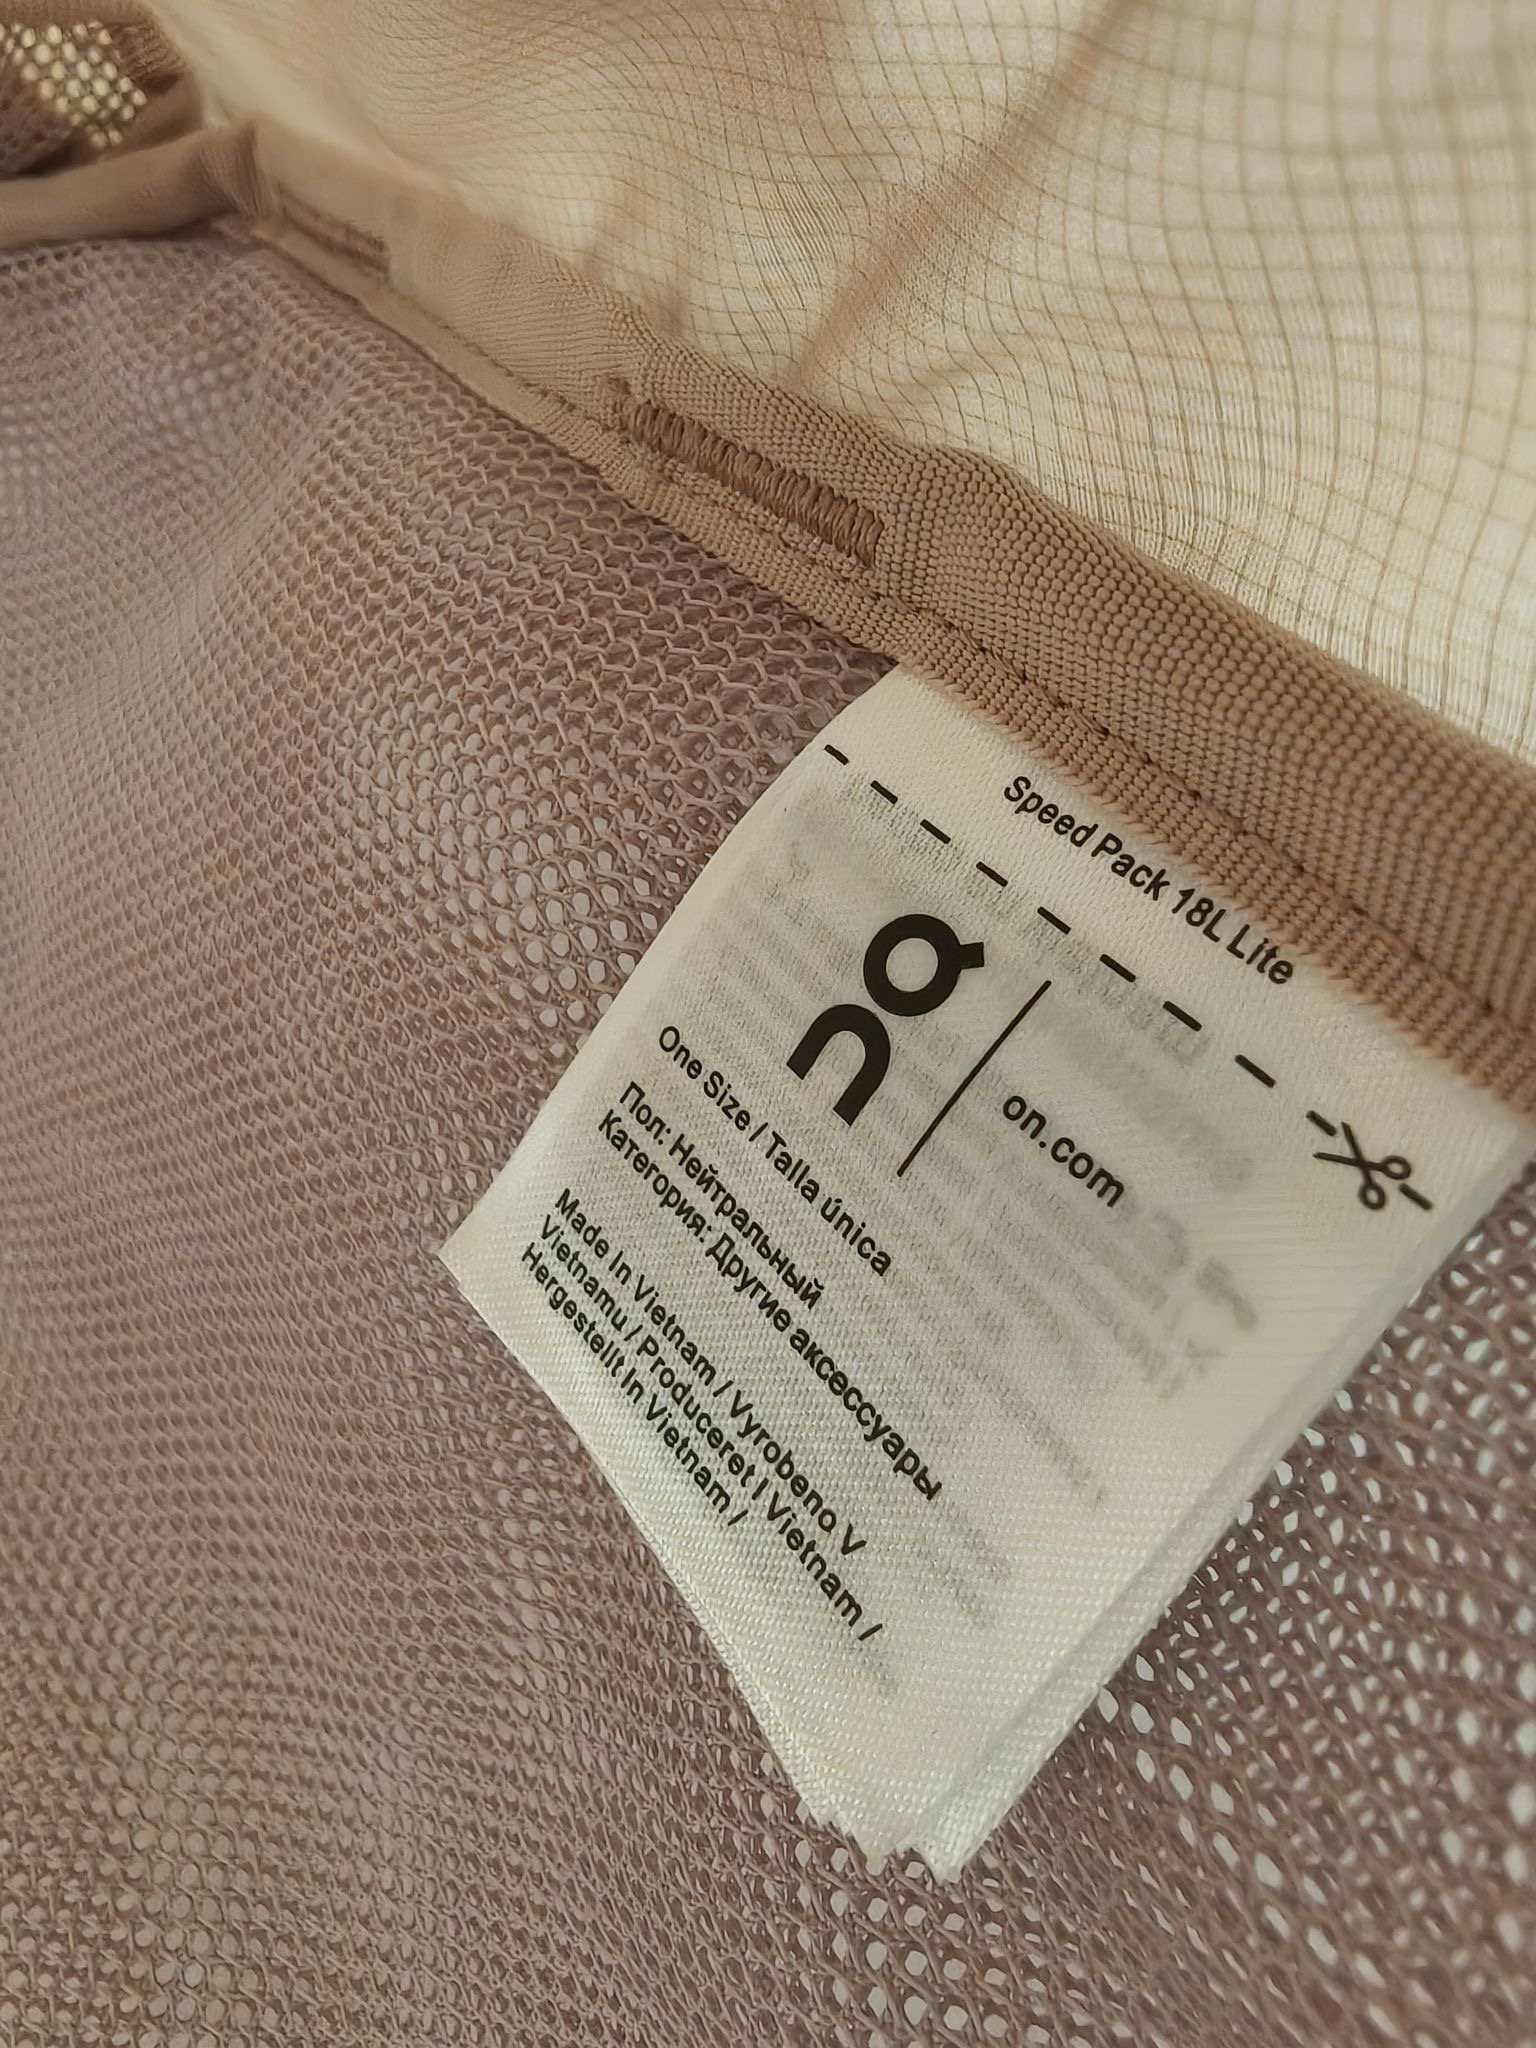 Speed Pack 18L Lite
on
on.com
One Size / Talla única
Пол: Нейтральный
Категория: Другие аксессуары
Made In Vietnam / Vyrobeno V
Vietnamu / Produceret I Vietnam /
Hergestellt In Vietnam /